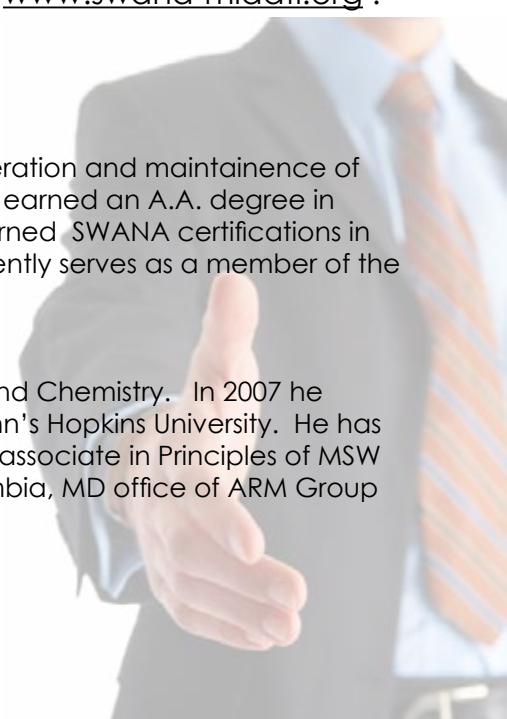 www.swana-midatl.org .
eration and maintainence of
earned an A.A. degree in
rned SWANA certifications in
ently serves as a member of the
nd Chemistry. In 2007 he
nn's Hopkins University. He has
associate in Principles of MSW
nbia, MD office of ARM Group